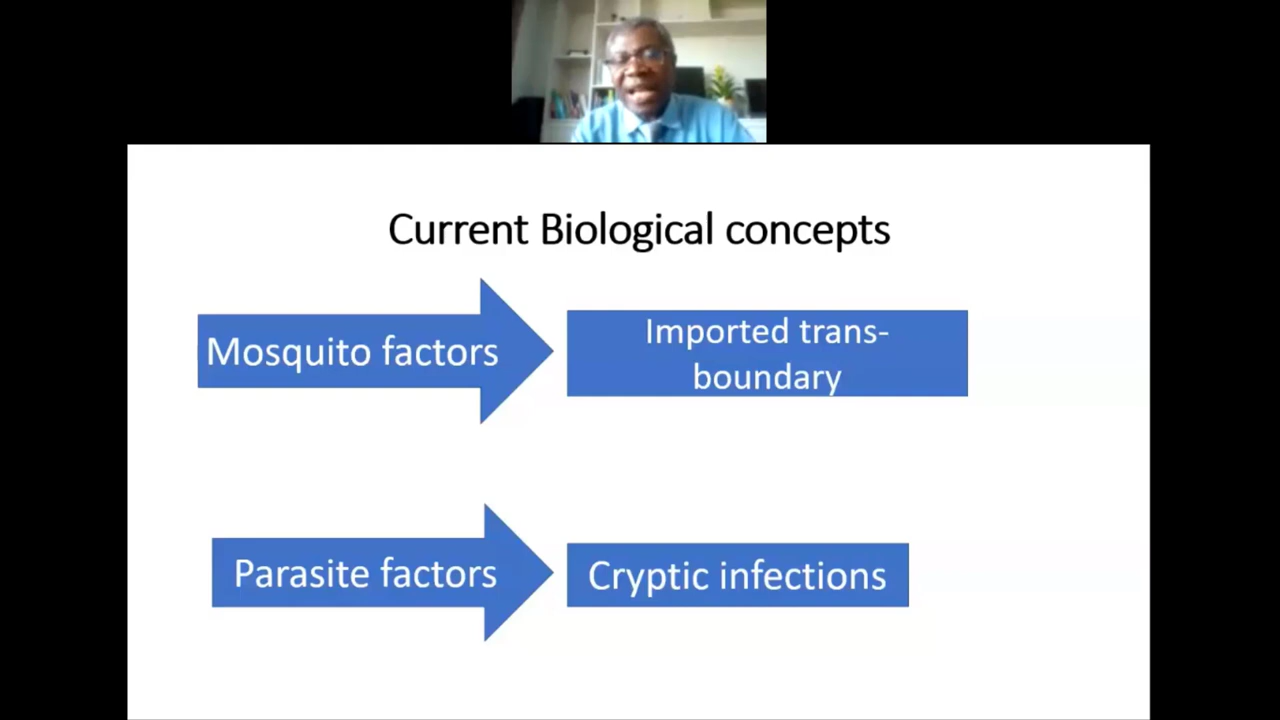 Current Biological concepts
Mosquito factors
Imported trans-
boundary
Parasite factors
Cryptic infections